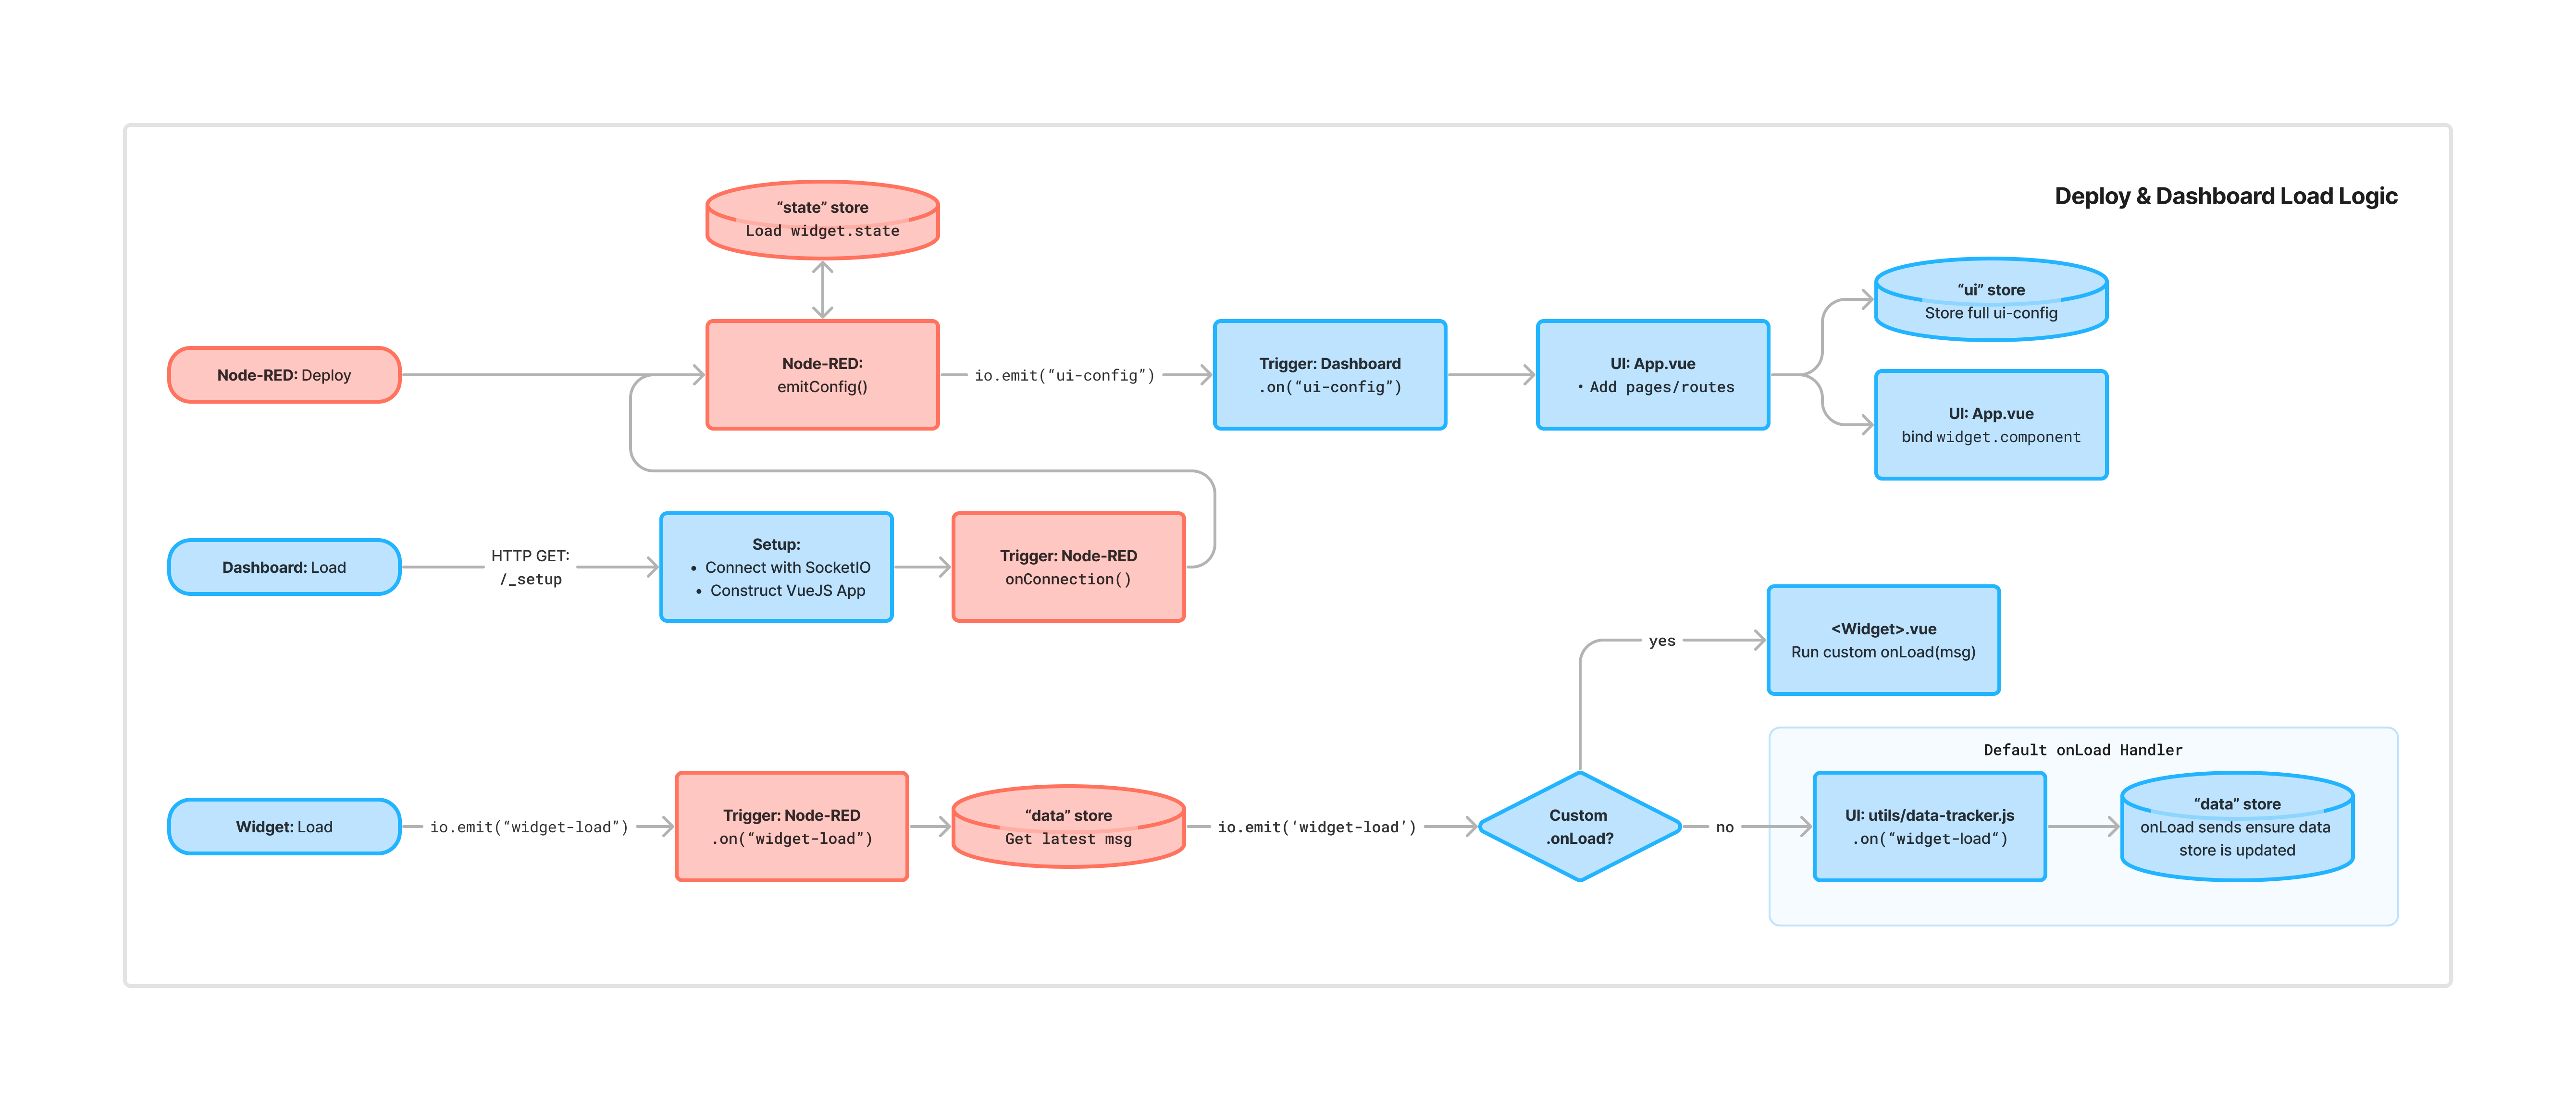 Deploy & Dashboard Load Logic
“state” store
Load widget.state
Node-RED: Deploy
Node-RED:
emitConfig()
io.emit(“ui-config”)
Trigger: Dashboard
.on(“ui-config”)
UI: App.vue
• Add pages/routes
“ui” store
Store full ui-config
UI: App.vue
bind widget.component
Dashboard: Load
HTTP GET:
/_setup
Setup:
• Connect with SocketIO
• Construct VueJS App
Trigger: Node-RED
onConnection()
Widget: Load
io.emit(“widget-load”)
Trigger: Node-RED
.on(“widget-load”)
“data” store
Get latest msg
io.emit(‘widget-load’)
Custom
.onLoad?
yes
<Widget>.vue
Run custom onLoad(msg)
no
Default onLoad Handler
UI: utils/data-tracker.js
.on(“widget-load“)
“data” store
onLoad sends ensure data
store is updated